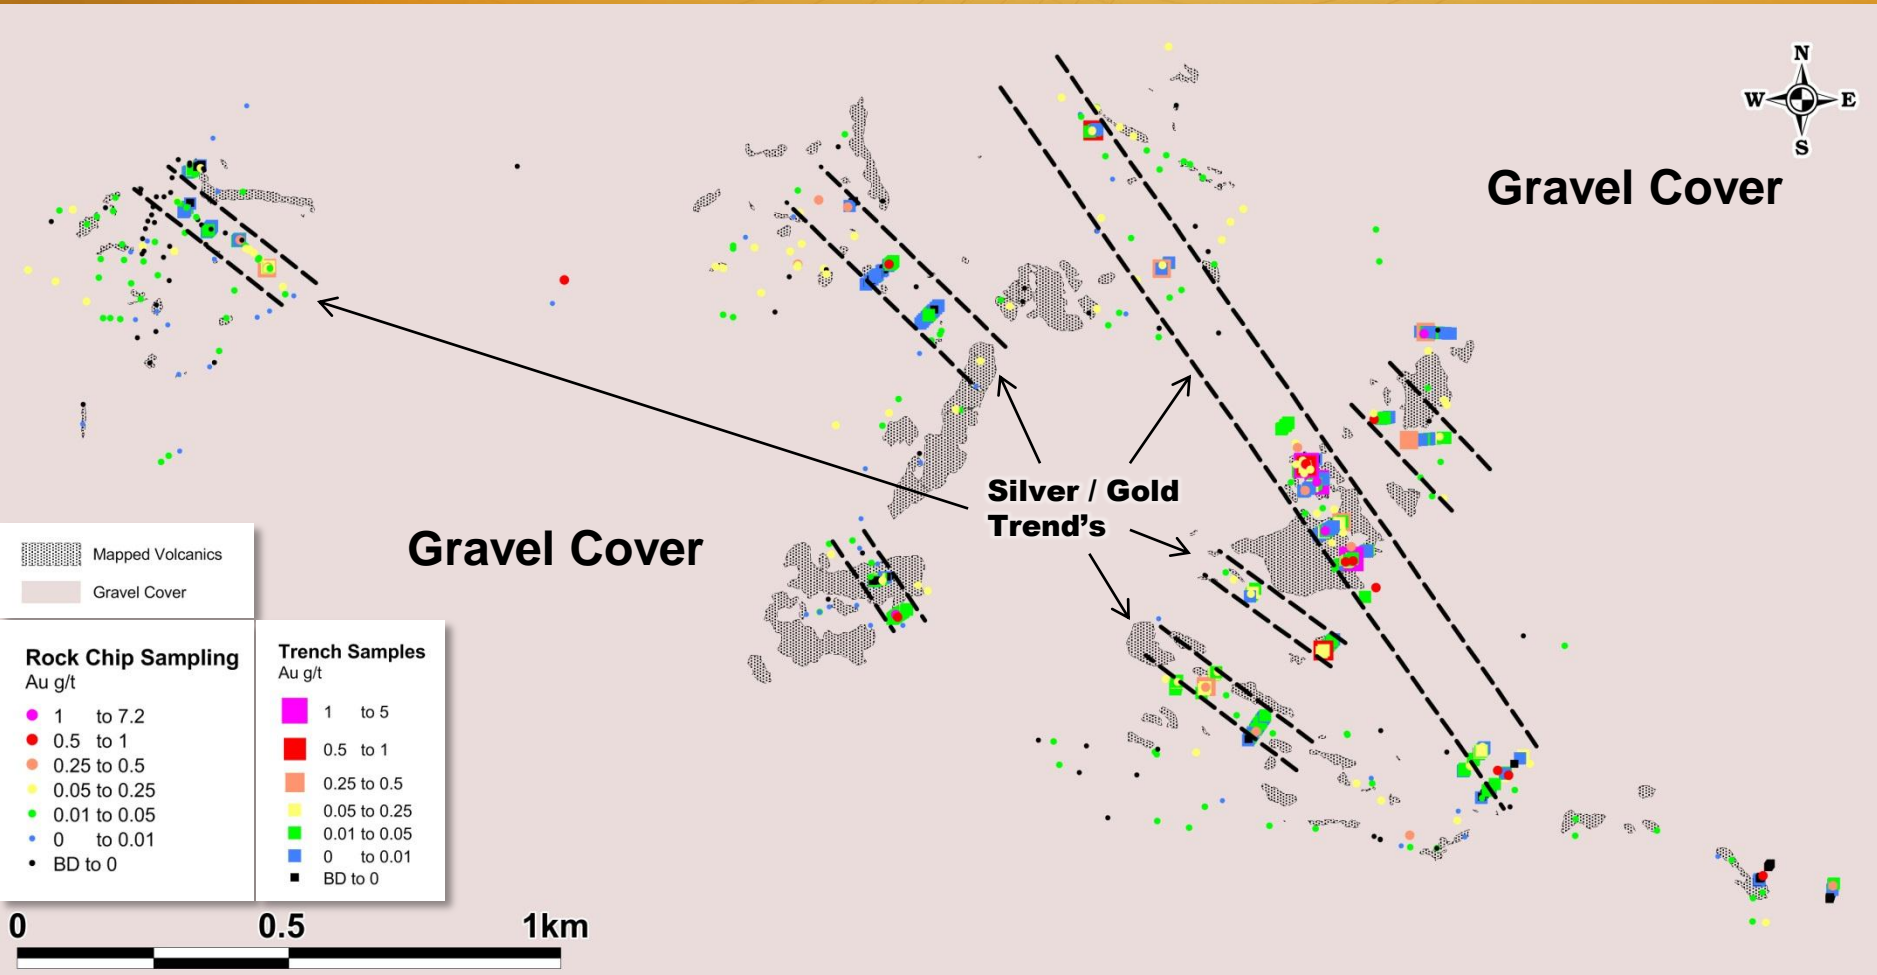 N
W E
S
Gravel Cover
Silver / Gold
Trend’s
Gravel Cover
Mapped Volcanics
Gravel Cover
Rock Chip Sampling
Au g/t
1 to 7.2
0.5 to 1
0.25 to 0.5
0.05 to 0.25
0.01 to 0.05
0 to 0.01
BD to 0
Trench Samples
Au g/t
1 to 5
0.5 to 1
0.25 to 0.5
0.05 to 0.25
0.01 to 0.05
0 to 0.01
BD to 0
0 0.5 1km